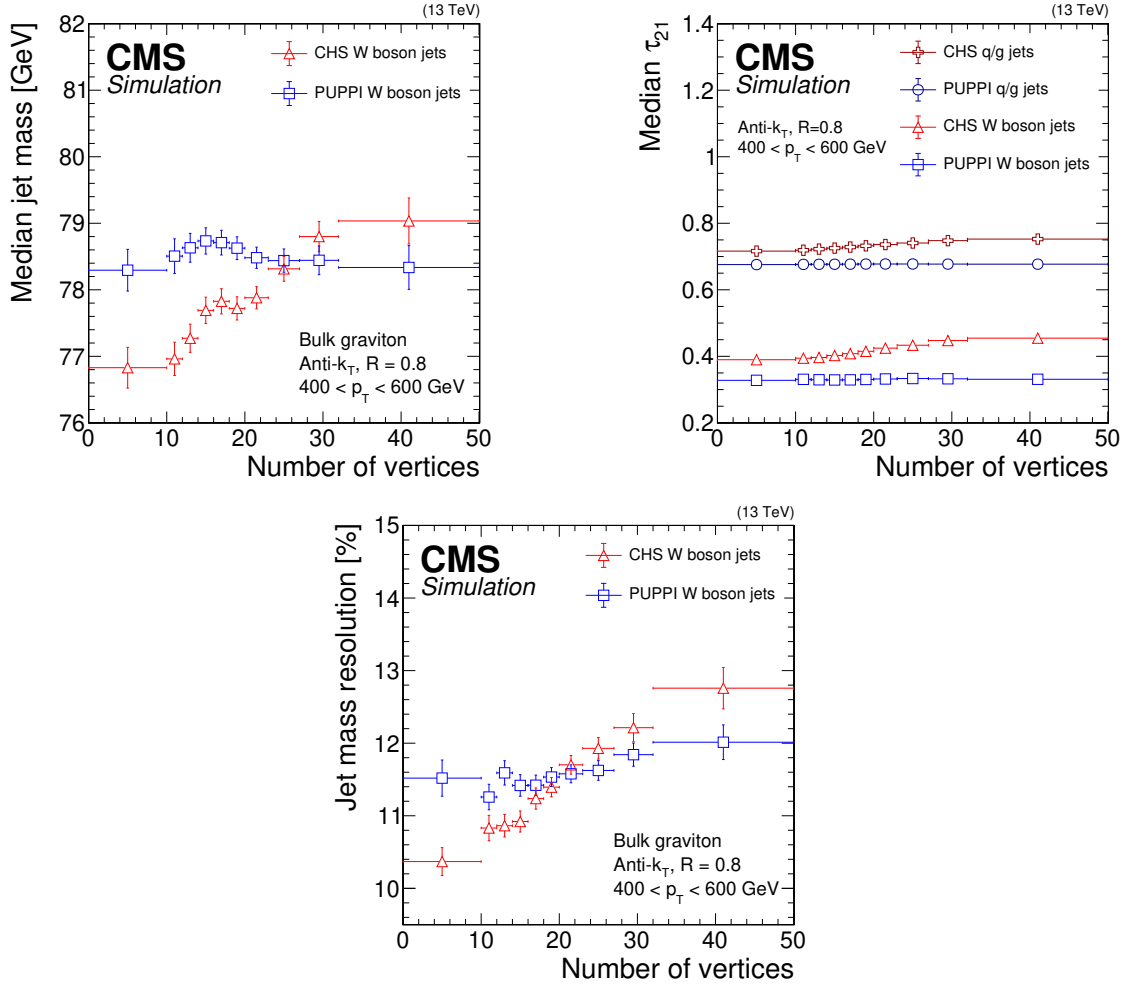 (13 TeV)
Median jet mass [GeV]
82
81
80
79
78
77
76
CMS
Simulation
CHS W boson jets
PUPPI W boson jets
Bulk graviton
Anti-k_T, R = 0.8
400 < p_T < 600 GeV
0 10 20 30 40 50
Number of vertices
(13 TeV)
Median τ_21
1.4
1.2
1
0.8
0.6
0.4
0.2
CMS
Simulation
Anti-k_T, R=0.8
400 < p_T < 600 GeV
CHS q/g jets
PUPPI q/g jets
CHS W boson jets
PUPPI W boson jets
0 10 20 30 40 50
Number of vertices
(13 TeV)
Jet mass resolution [%]
15
14
13
12
11
10
CMS
Simulation
CHS W boson jets
PUPPI W boson jets
Bulk graviton
Anti-k_T, R = 0.8
400 < p_T < 600 GeV
0 10 20 30 40 50
Number of vertices